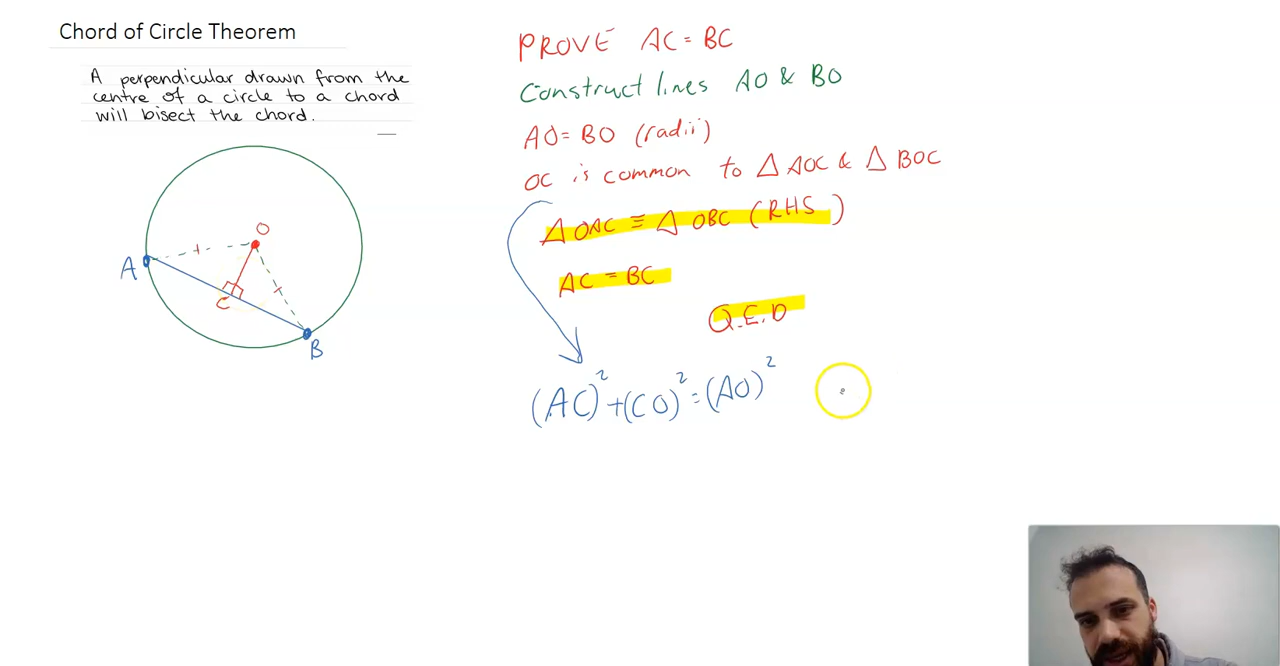 Chord of Circle Theorem
A perpendicular drawn from the
centre of a circle to a chord
will bisect the chord.
O
A
C
B
PROVE AC = BC
Construct lines AO & BO
AO = BO (radii)
OC is common to △ AOC & △ BOC
△ OAC ≡ △ OBC (RHS)
AC = BC
Q.E.D
(AC)² + (CO)² = (AO)²